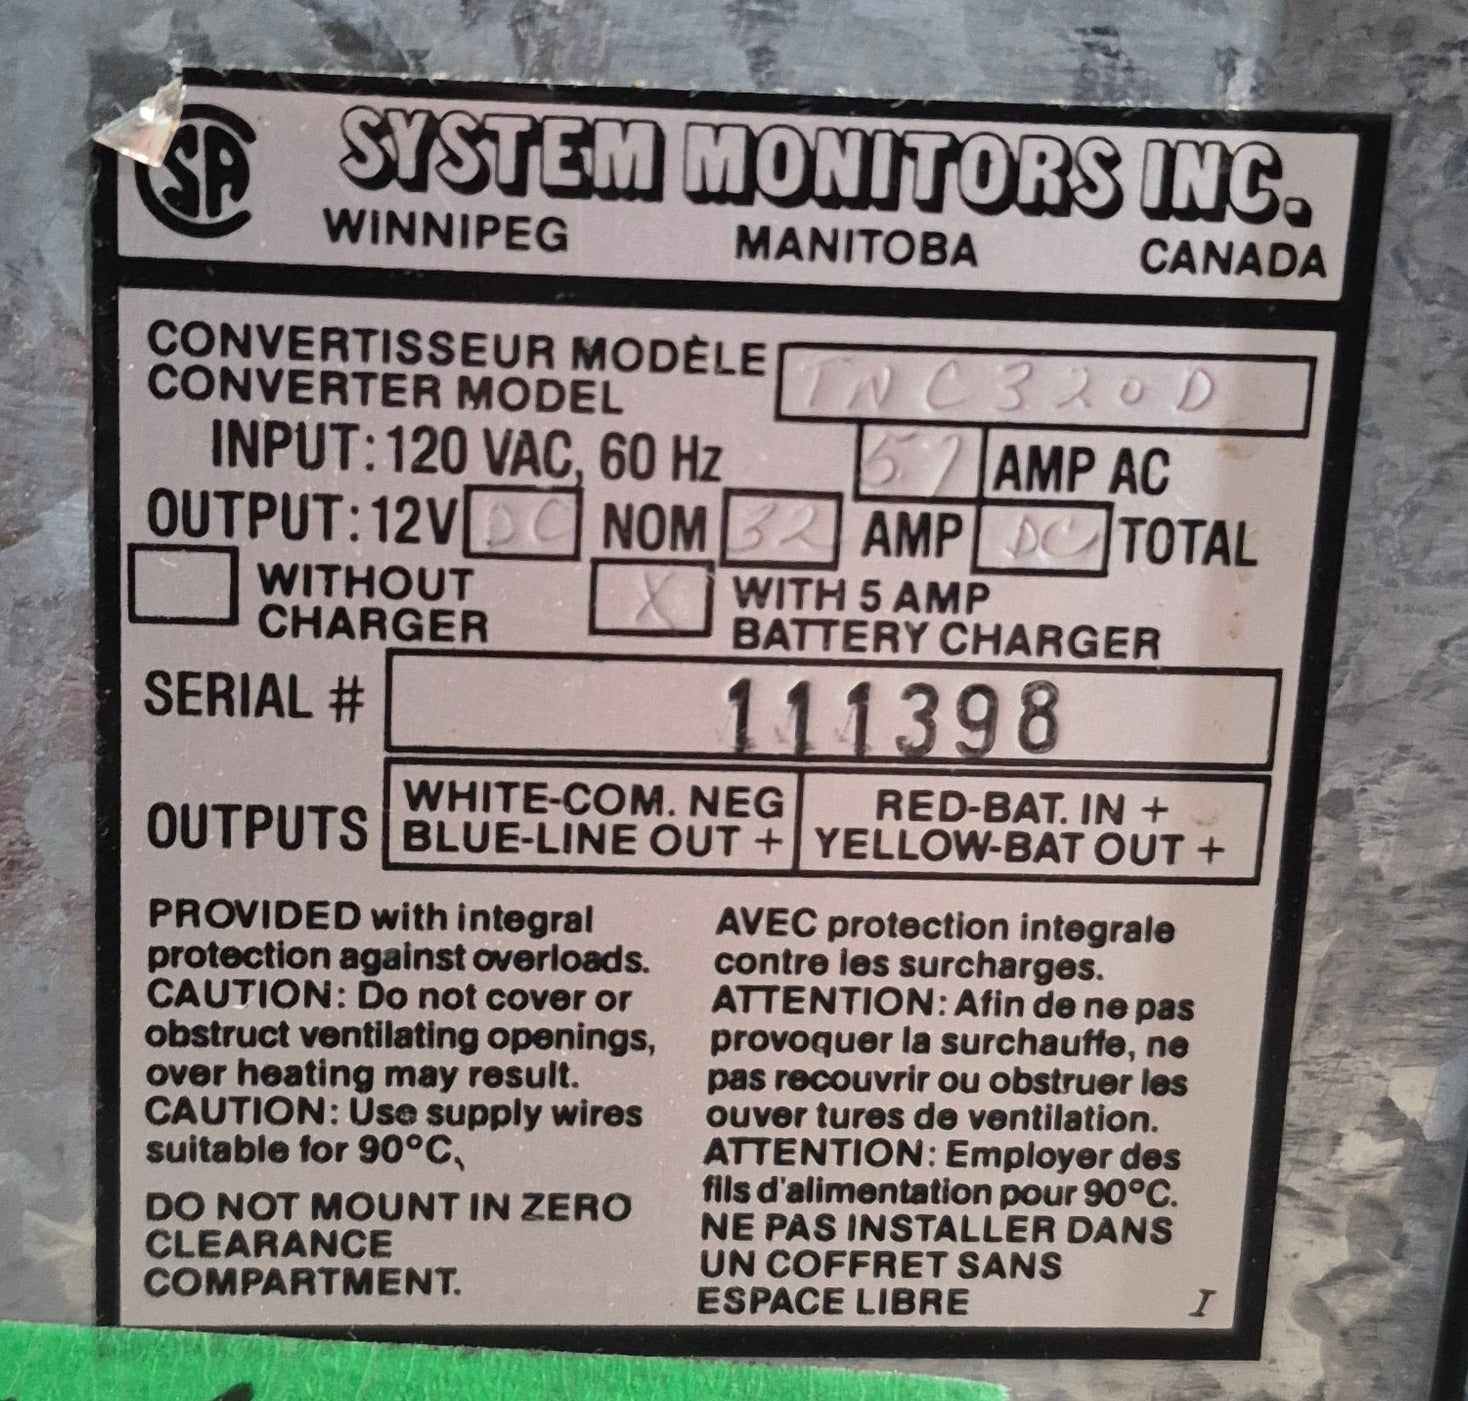 SA SYSTEM MONITORS INC.
WINNIPEG MANITOBA CANADA
CONVERTISSEUR MODÈLE
CONVERTER MODEL TNC320D
INPUT: 120 VAC, 60 Hz 5.7 AMP AC
OUTPUT: 12V DC NOM 32 AMP DC TOTAL
WITHOUT
CHARGER
X WITH 5 AMP
BATTERY CHARGER
SERIAL # 111398
OUTPUTS
WHITE-COM. NEG
BLUE-LINE OUT +
RED-BAT. IN +
YELLOW-BAT OUT +
PROVIDED with integral
protection against overloads.
CAUTION: Do not cover or
obstruct ventilating openings,
over heating may result.
CAUTION: Use supply wires
suitable for 90°C,
DO NOT MOUNT IN ZERO
CLEARANCE
COMPARTMENT.
AVEC protection integrale
contre les surcharges.
ATTENTION: Afin de ne pas
provoquer la surchauffe, ne
pas recouvrir ou obstruer les
ouver tures de ventilation.
ATTENTION: Employer des
fils d'alimentation pour 90°C.
NE PAS INSTALLER DANS
UN COFFRET SANS
ESPACE LIBRE
I